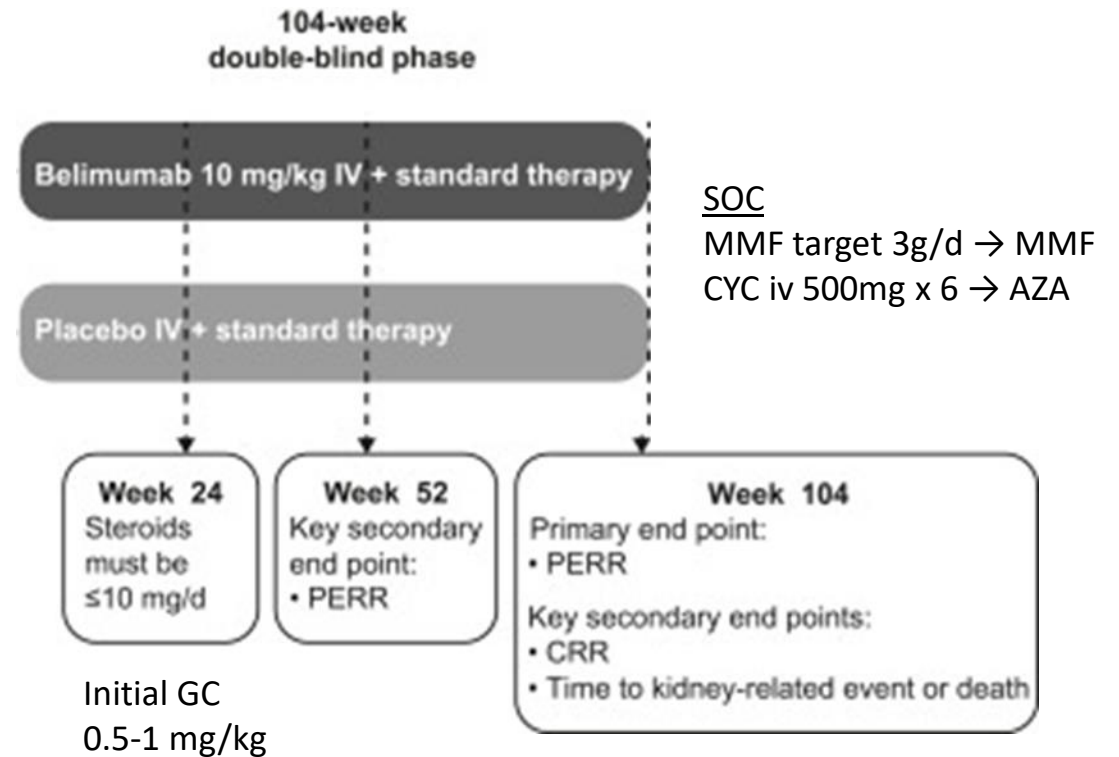 104-week
double-blind phase
Belimumab 10 mg/kg IV + standard therapy
Placebo IV + standard therapy
SOC
MMF target 3g/d → MMF
CYC iv 500mg x 6 → AZA
Week 24
Steroids
must be
≤10 mg/d
Week 52
Key secondary
end point:
• PERR
Week 104
Primary end point:
• PERR
Key secondary end points:
• CRR
• Time to kidney-related event or death
Initial GC
0.5-1 mg/kg